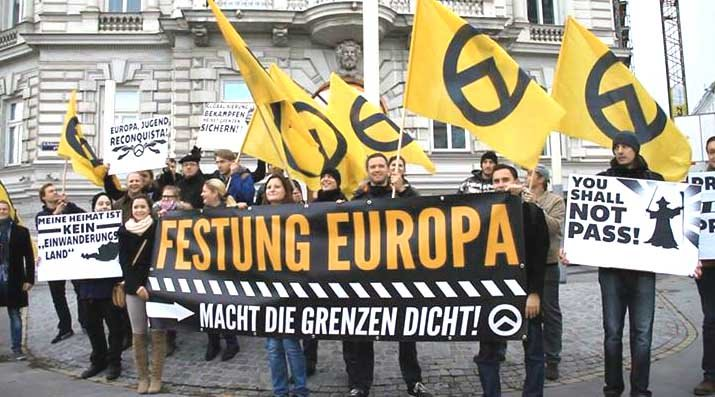 EUROPA, JUGEND,
RECONQUISTA!
GLOBALISIERUNG
BEKÄMPFEN
GRENZEN
SICHERN!
MEINE HEIMAT IST
KEIN
„EINWANDERUNGS
LAND"
FESTUNG EUROPA
MACHT DIE GRENZEN DICHT!
YOU
SHALL
NOT
PASS!